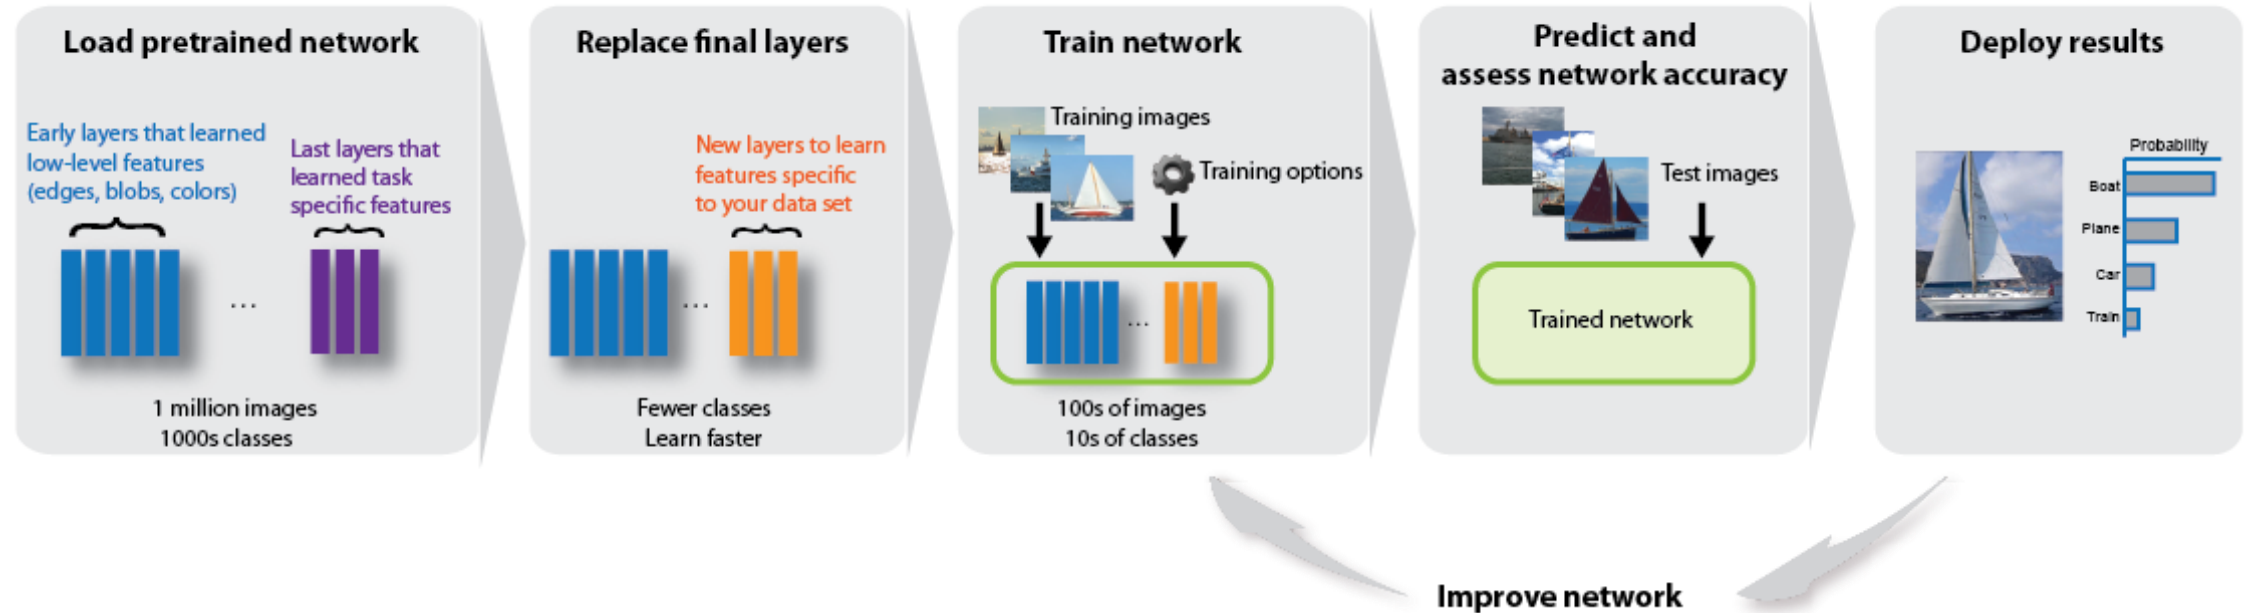 Load pretrained network
Early layers that learned
low-level features
(edges, blobs, colors)
Last layers that
learned task
specific features
...
1 million images
1000s classes
Replace final layers
New layers to learn
features specific
to your data set
...
Fewer classes
Learn faster
Train network
Training images
Training options
...
100s of images
10s of classes
Predict and
assess network accuracy
Test images
Trained network
Deploy results
Probability
Boat
Plane
Car
Train
Improve network